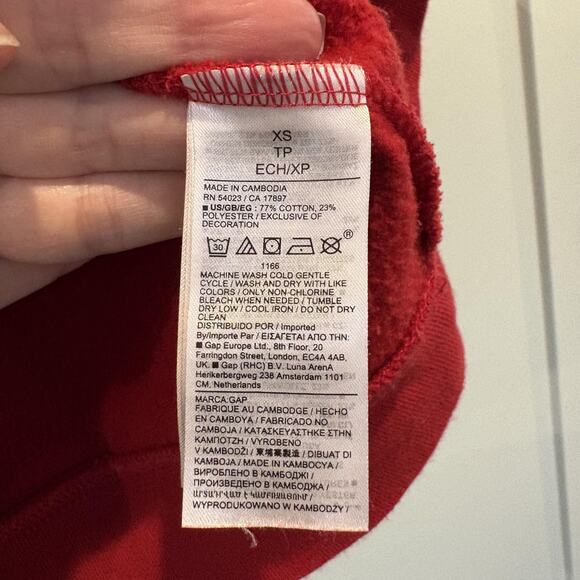 XS
TP
ECH/XP
MADE IN CAMBODIA
RN 54023 / CA 17897
■ US/GB/EG : 77% COTTON, 23%
POLYESTER / EXCLUSIVE OF
DECORATION
30
1166
MACHINE WASH COLD GENTLE
CYCLE / WASH AND DRY WITH LIKE
COLORS / ONLY NON-CHLORINE
BLEACH WHEN NEEDED / TUMBLE
DRY LOW / COOL IRON / DO NOT DRY
CLEAN
DISTRIBUIDO POR / Imported
By/Importe Par / ΕΙΣΑΓΕΤΑΙ ΑΠΟ ΤΗΝ:
■ Gap Europe Ltd., 8th Floor, 20
Farringdon Street, London, EC4A 4AB,
UK. ■ Gap (RHC) B.V. Luna ArenA
Herikerbergweg 238 Amsterdam 1101
CM, Netherlands
MARCA:GAP
FABRIQUE AU CAMBODGE / HECHO
EN CAMBOYA / FABRICADO NO
CAMBOJA / ΚΑΤΑΣΚΕΥΑΣΤΗΚΕ ΣΤΗΝ
ΚΑΜΠΟΤΖΗ / VYROBENO
V KAMBODŽI / 柬埔寨製造 / DIBUAT DI
KAMBOJA / MADE IN KAMBOCYA /
ВИРОБЛЕНО В КАМБОДЖА /
ПРОИЗВЕДЕНО В КАМБОДЖА /
ԱՐՏԱԴՐՎԱԾ Է ԿԱՄԲՈՋԱՅՈՒՄ /
WYPRODUKOWANO W KAMBODŻY /